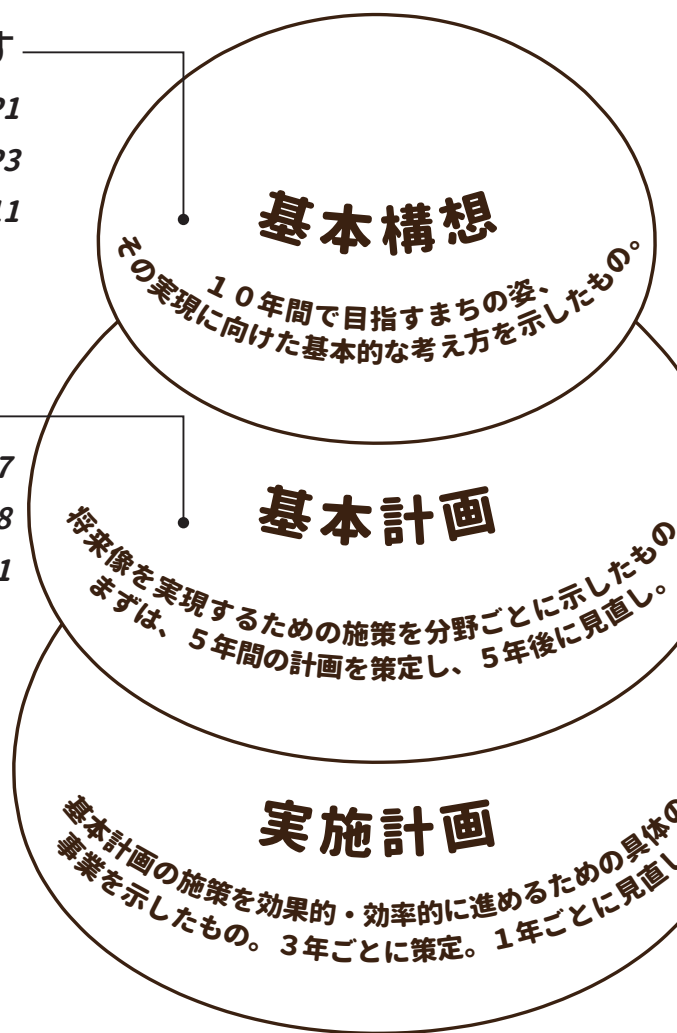 す
21
23
11
基本構想
１０年間で目指すまちの姿、
その実現に向けた基本的な考え方を示したもの。
7
8
1
基本計画
将来像を実現するための施策を分野ごとに示したもの
まずは、５年間の計画を策定し、５年後に見直し。
実施計画
基本計画の施策を効果的・効率的に進めるための具体の
事業を示したもの。３年ごとに策定。１年ごとに見直し